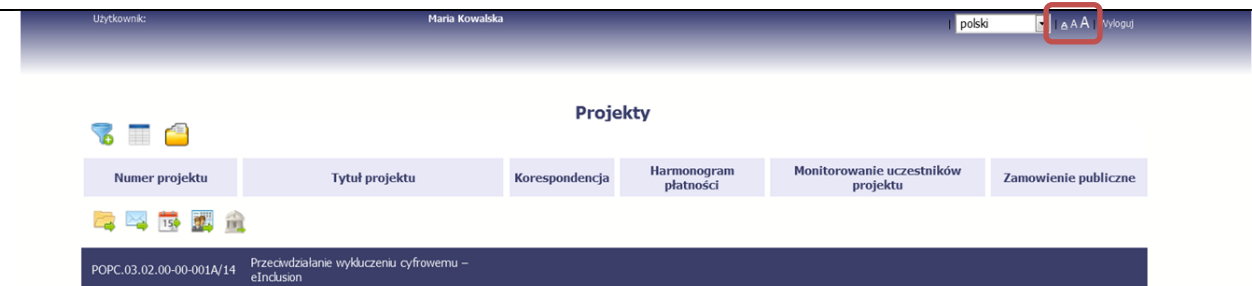 Użytkownik: Maria Kowalska | polski | A A A | Wyloguj
Projekty
Numer projektu Tytuł projektu Korespondencja Harmonogram płatności Monitorowanie uczestników projektu Zamowienie publiczne
15
POPC.03.02.00-00-001A/14 Przeciwdziałanie wykluczeniu cyfrowemu –
eInclusion